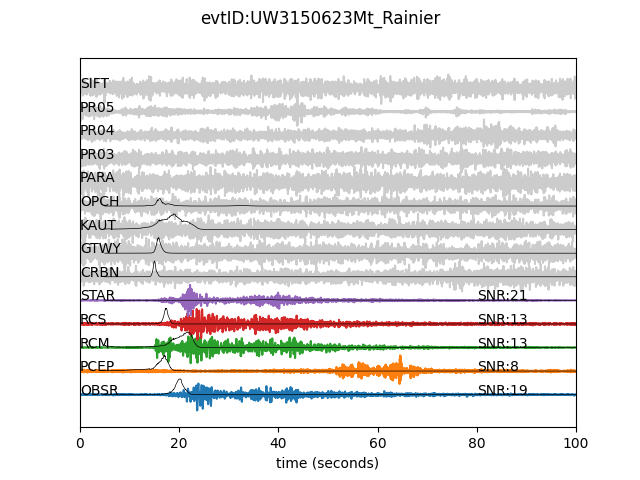 evtID:UW3150623Mt_Rainier
SIFT
PR05
PR04
PR03
PARA
OPCH
KAUT
GTWY
CRBN
STAR SNR:21
RCS SNR:13
RCM SNR:13
PCEP SNR:8
OBSR SNR:19
0 20 40 60 80 100
time (seconds)